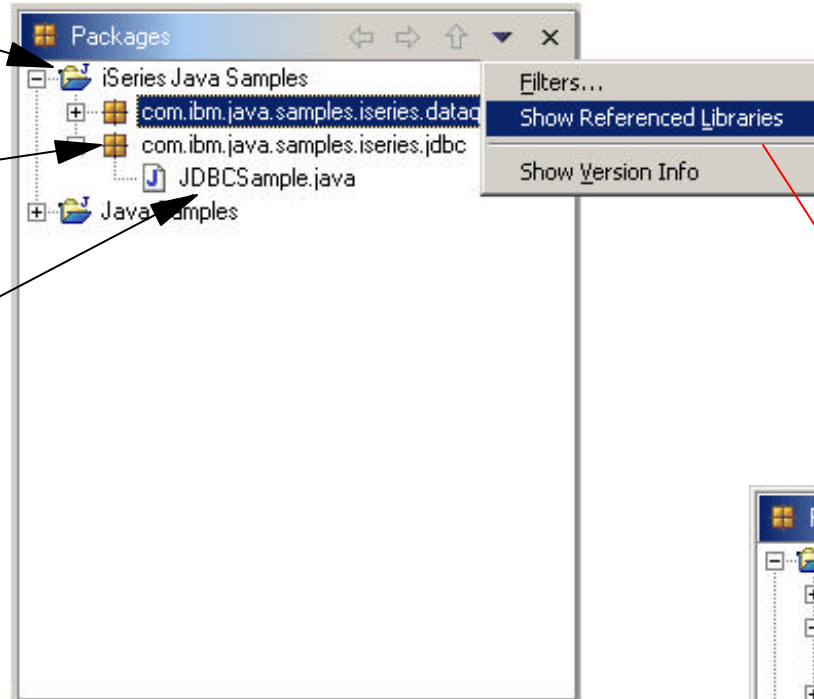 Packages
iSeries Java Samples
com.ibm.java.samples.iseries.dataq
com.ibm.java.samples.iseries.jdbc
JDBCSample.java
Java Samples
Filters...
Show Referenced Libraries
Show Version Info